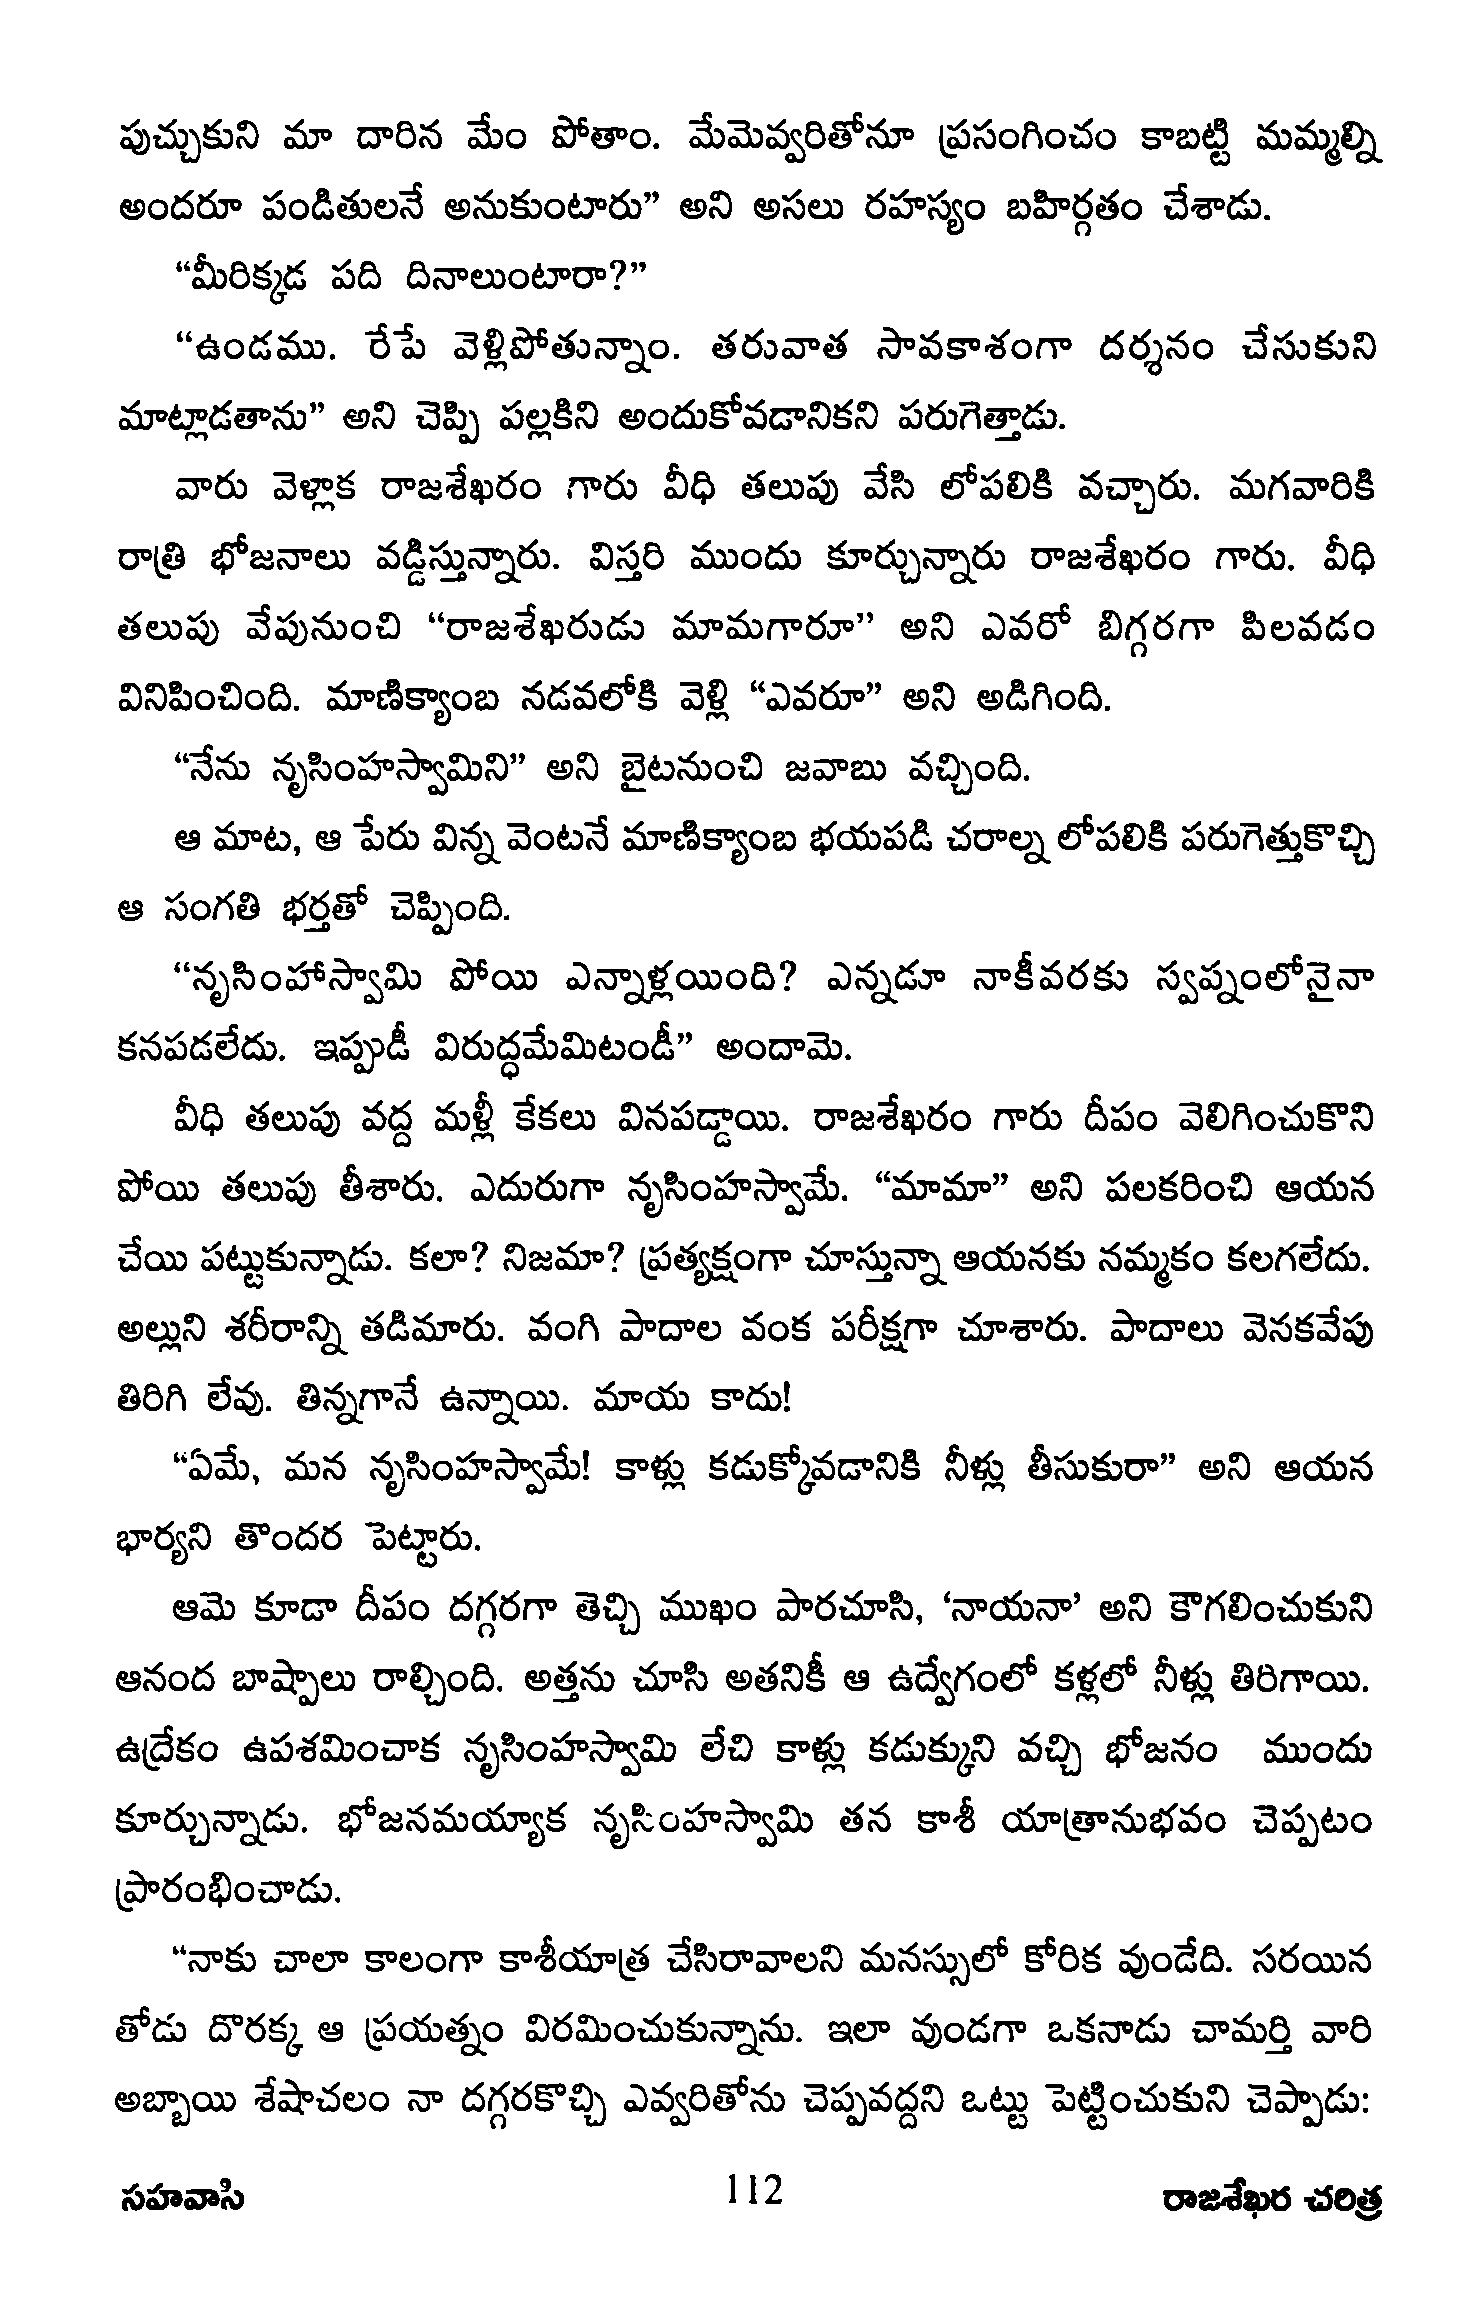 పుచ్చుకుని మా దారిన మేం పోతాం. మేమెవ్వరితోనూ ప్రసంగించం కాబట్టి మమ్మల్ని
అందరూ పండితులనే అనుకుంటారు” అని అసలు రహస్యం బహిర్గతం చేశాడు.
“మీరిక్కడ పది దినాలుంటారా?”
“ఉండము. రేపే వెళ్లిపోతున్నాం. తరువాత సావకాశంగా దర్శనం చేసుకుని
మాట్లాడతాను” అని చెప్పి పల్లకిని అందుకోవడానికని పరుగెత్తాడు.
వారు వెళ్లాక రాజశేఖరం గారు వీధి తలుపు వేసి లోపలికి వచ్చారు. మగవారికి
రాత్రి భోజనాలు వడ్డిస్తున్నారు. విస్తరి ముందు కూర్చున్నారు రాజశేఖరం గారు. వీధి
తలుపు వేపునుంచి “రాజశేఖరుడు మామగారూ” అని ఎవరో బిగ్గరగా పిలవడం
వినిపించింది. మాణిక్యాంబ నడవలోకి వెళ్లి “ఎవరూ” అని అడిగింది.
“నేను నృసింహస్వామిని” అని బైటనుంచి జవాబు వచ్చింది.
ఆ మాట, ఆ పేరు విన్న వెంటనే మాణిక్యాంబ భయపడి చరాల్న లోపలికి పరుగెత్తుకొచ్చి
ఆ సంగతి భర్తతో చెప్పింది.
“నృసింహాస్వామి పోయి ఎన్నాళ్లయింది? ఎన్నడూ నాకీవరకు స్వప్నంలోనైనా
కనపడలేదు. ఇప్పుడీ విరుద్ధమేమిటండీ” అందామె.
వీధి తలుపు వద్ద మళ్లీ కేకలు వినపడ్డాయి. రాజశేఖరం గారు దీపం వెలిగించుకొని
పోయి తలుపు తీశారు. ఎదురుగా నృసింహస్వామే. “మామా” అని పలకరించి ఆయన
చేయి పట్టుకున్నాడు. కలా? నిజమా? ప్రత్యక్షంగా చూస్తున్నా ఆయనకు నమ్మకం కలగలేదు.
అల్లుని శరీరాన్ని తడిమారు. వంగి పాదాల వంక పరీక్షగా చూశారు. పాదాలు వెనకవేపు
తిరిగి లేవు. తిన్నగానే ఉన్నాయి. మాయ కాదు!
“ఏమే, మన నృసింహస్వామే! కాళ్లు కడుక్కోవడానికి నీళ్లు తీసుకురా” అని ఆయన
భార్యని తొందర పెట్టారు.
ఆమె కూడా దీపం దగ్గరగా తెచ్చి ముఖం పారచూసి, ‘నాయనా’ అని కౌగలించుకుని
ఆనంద బాష్పాలు రాల్చింది. అత్తను చూసి అతనికీ ఆ ఉద్వేగంలో కళ్లలో నీళ్లు తిరిగాయి.
ఉద్రేకం ఉపశమించాక నృసింహస్వామి లేచి కాళ్లు కడుక్కుని వచ్చి భోజనం ముందు
కూర్చున్నాడు. భోజనమయ్యాక నృసింహస్వామి తన కాశీ యాత్రానుభవం చెప్పటం
ప్రారంభించాడు.
“నాకు చాలా కాలంగా కాశీయాత్ర చేసిరావాలని మనస్సులో కోరిక వుండేది. సరయిన
తోడు దొరక్క ఆ ప్రయత్నం విరమించుకున్నాను. ఇలా వుండగా ఒకనాడు చామర్తి వారి
అబ్బాయి శేషాచలం నా దగ్గరకొచ్చి ఎవ్వరితోను చెప్పవద్దని ఒట్టు పెట్టించుకుని చెప్పాడు:
సహవాసి 112 రాజశేఖర చరిత్ర